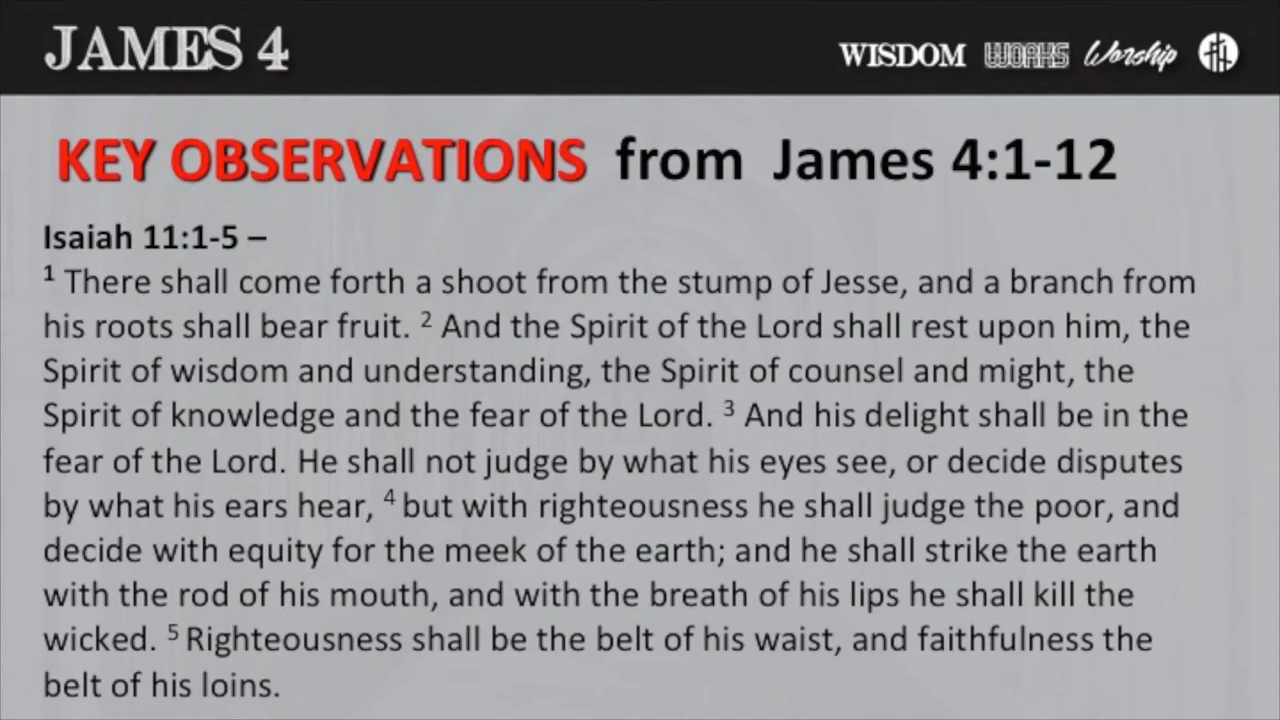 JAMES 4
WISDOM WORKS Worship
KEY OBSERVATIONS from James 4:1-12
Isaiah 11:1-5 –
1 There shall come forth a shoot from the stump of Jesse, and a branch from
his roots shall bear fruit. 2 And the Spirit of the Lord shall rest upon him, the
Spirit of wisdom and understanding, the Spirit of counsel and might, the
Spirit of knowledge and the fear of the Lord. 3 And his delight shall be in the
fear of the Lord. He shall not judge by what his eyes see, or decide disputes
by what his ears hear, 4 but with righteousness he shall judge the poor, and
decide with equity for the meek of the earth; and he shall strike the earth
with the rod of his mouth, and with the breath of his lips he shall kill the
wicked. 5 Righteousness shall be the belt of his waist, and faithfulness the
belt of his loins.